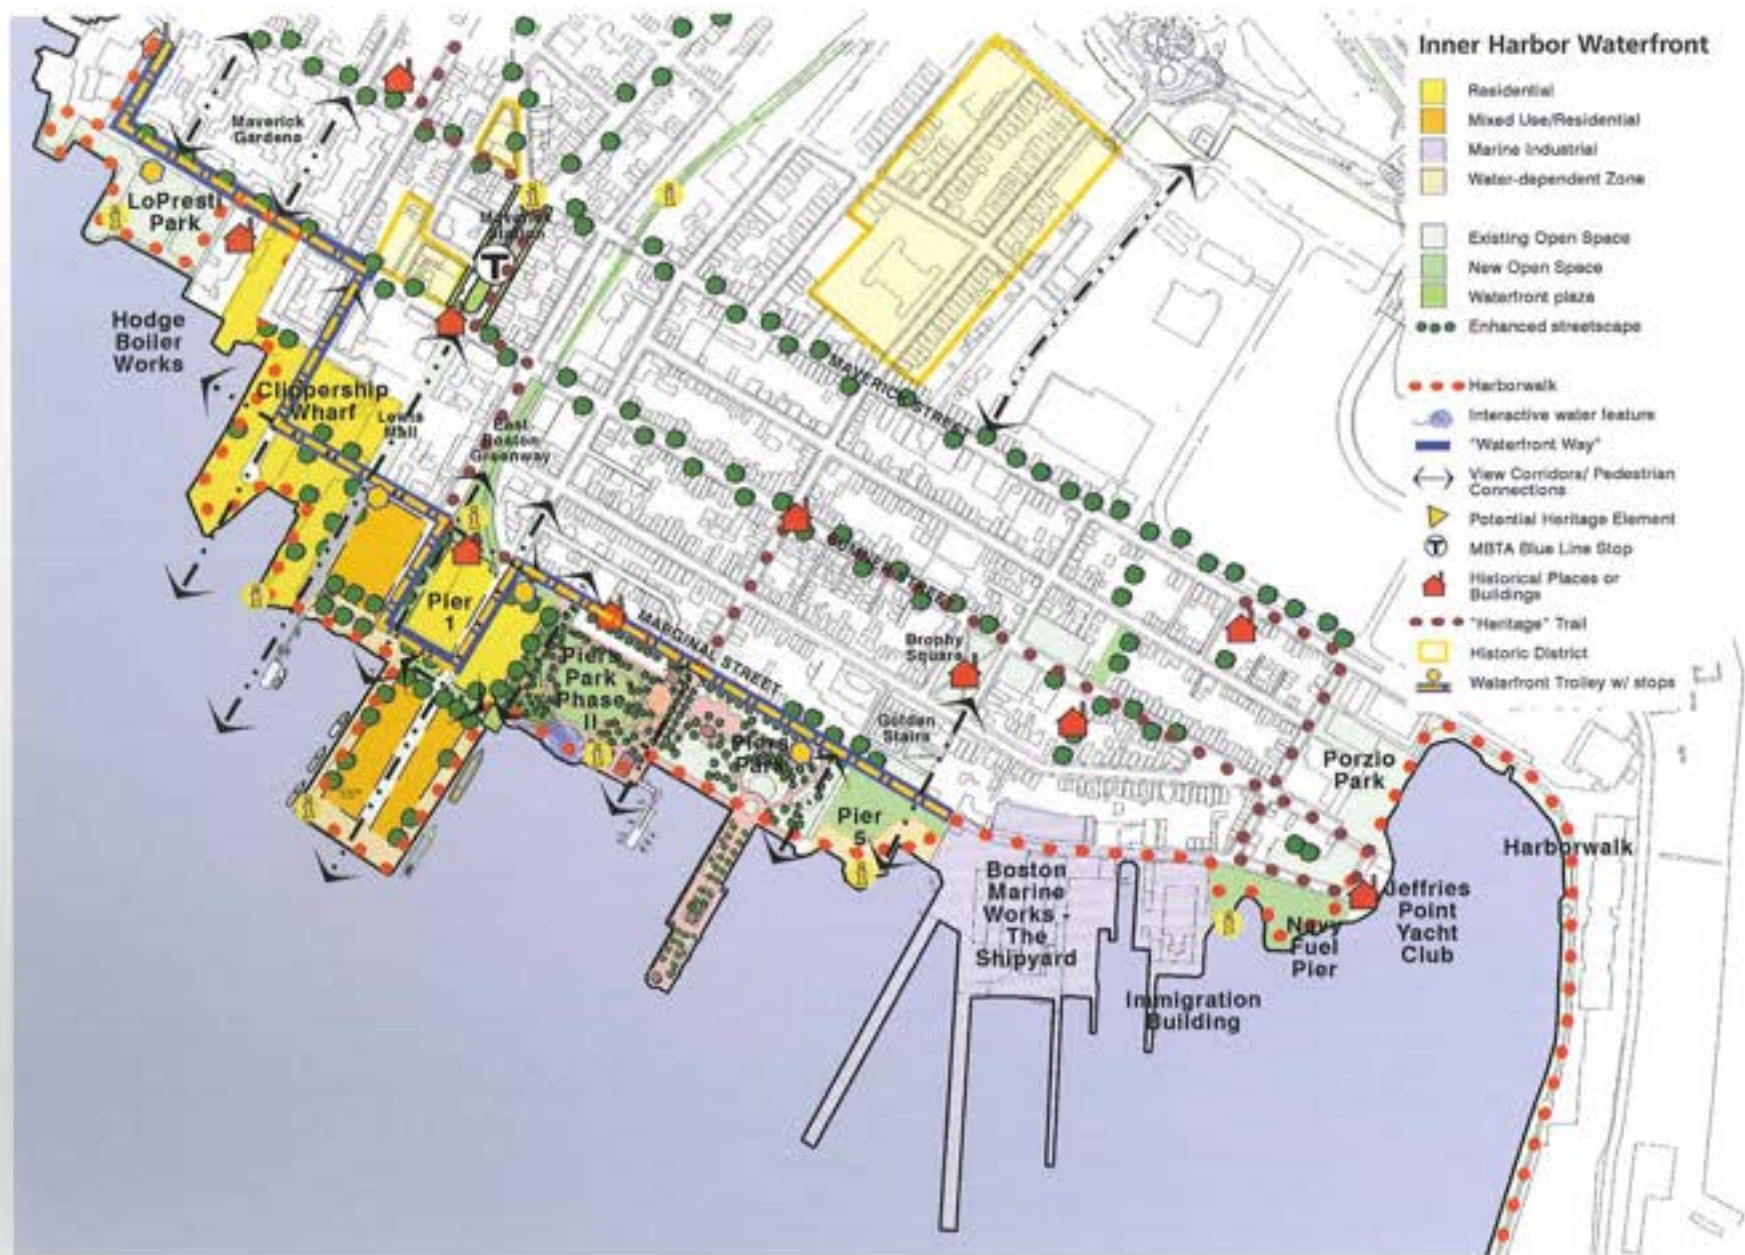 Inner Harbor Waterfront
Residential
Mixed Use/Residential
Marine Industrial
Water-dependent Zone
Existing Open Space
New Open Space
Waterfront plaza
Enhanced streetscape
Harborwalk
Interactive water feature
"Waterfront Way"
View Corridors/ Pedestrian
Connections
Potential Heritage Element
T
MBTA Blue Line Stop
Historical Places or
Buildings
"Heritage" Trail
Historic District
Waterfront Trolley w/ stops
Maverick
Gardens
LoPresti
Park
Maverick
Station
T
Hodge
Boiler
Works
Clippership
Wharf
Lewis
Mall
East
Boston
Greenway
MAVERICK STREET
SUMNER STREET
MARGINAL STREET
Pier
1
Piers
Park
Phase
II
Piers
Park
Brophy
Square
Golden
Stairs
Pier
5
Porzio
Park
Harborwalk
Boston
Marine
Works -
The
Shipyard
Immigration
Building
Navy
Fuel
Pier
Jeffries
Point
Yacht
Club
i
i
i
i
i
i
i
i
i